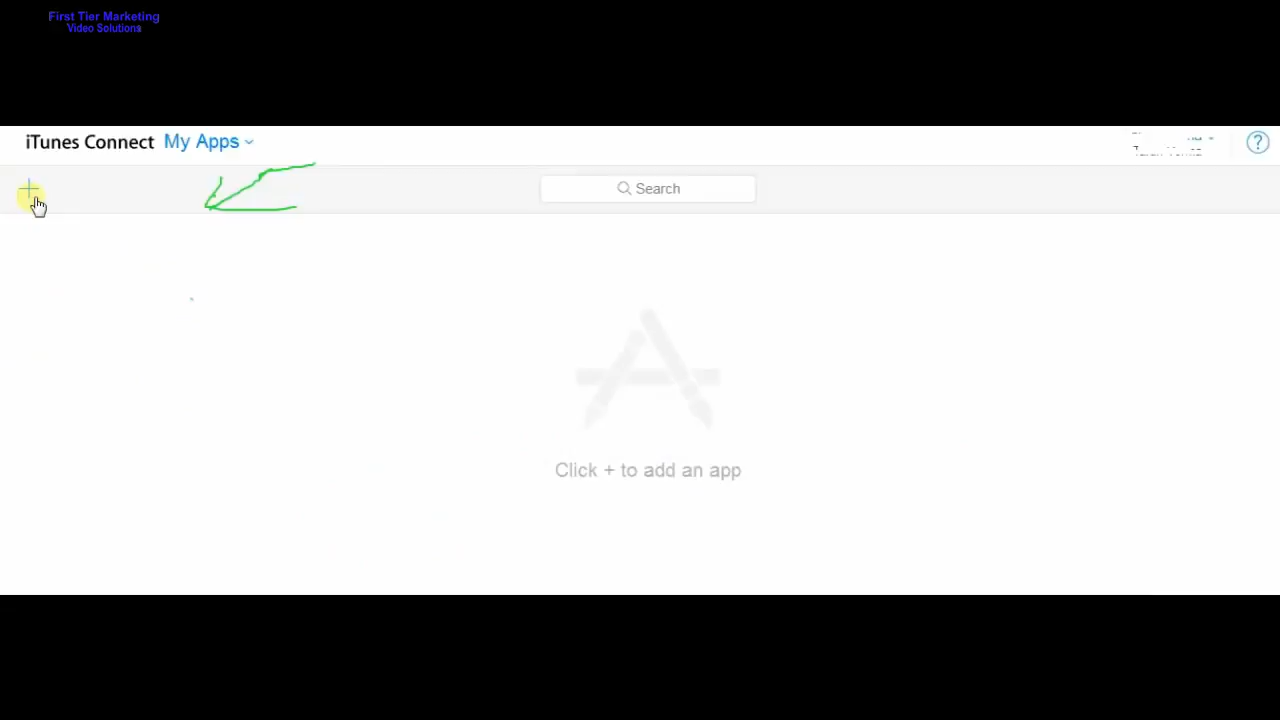 First Tier Marketing
Video Solutions
iTunes Connect My Apps
?
+
Search
Click + to add an app